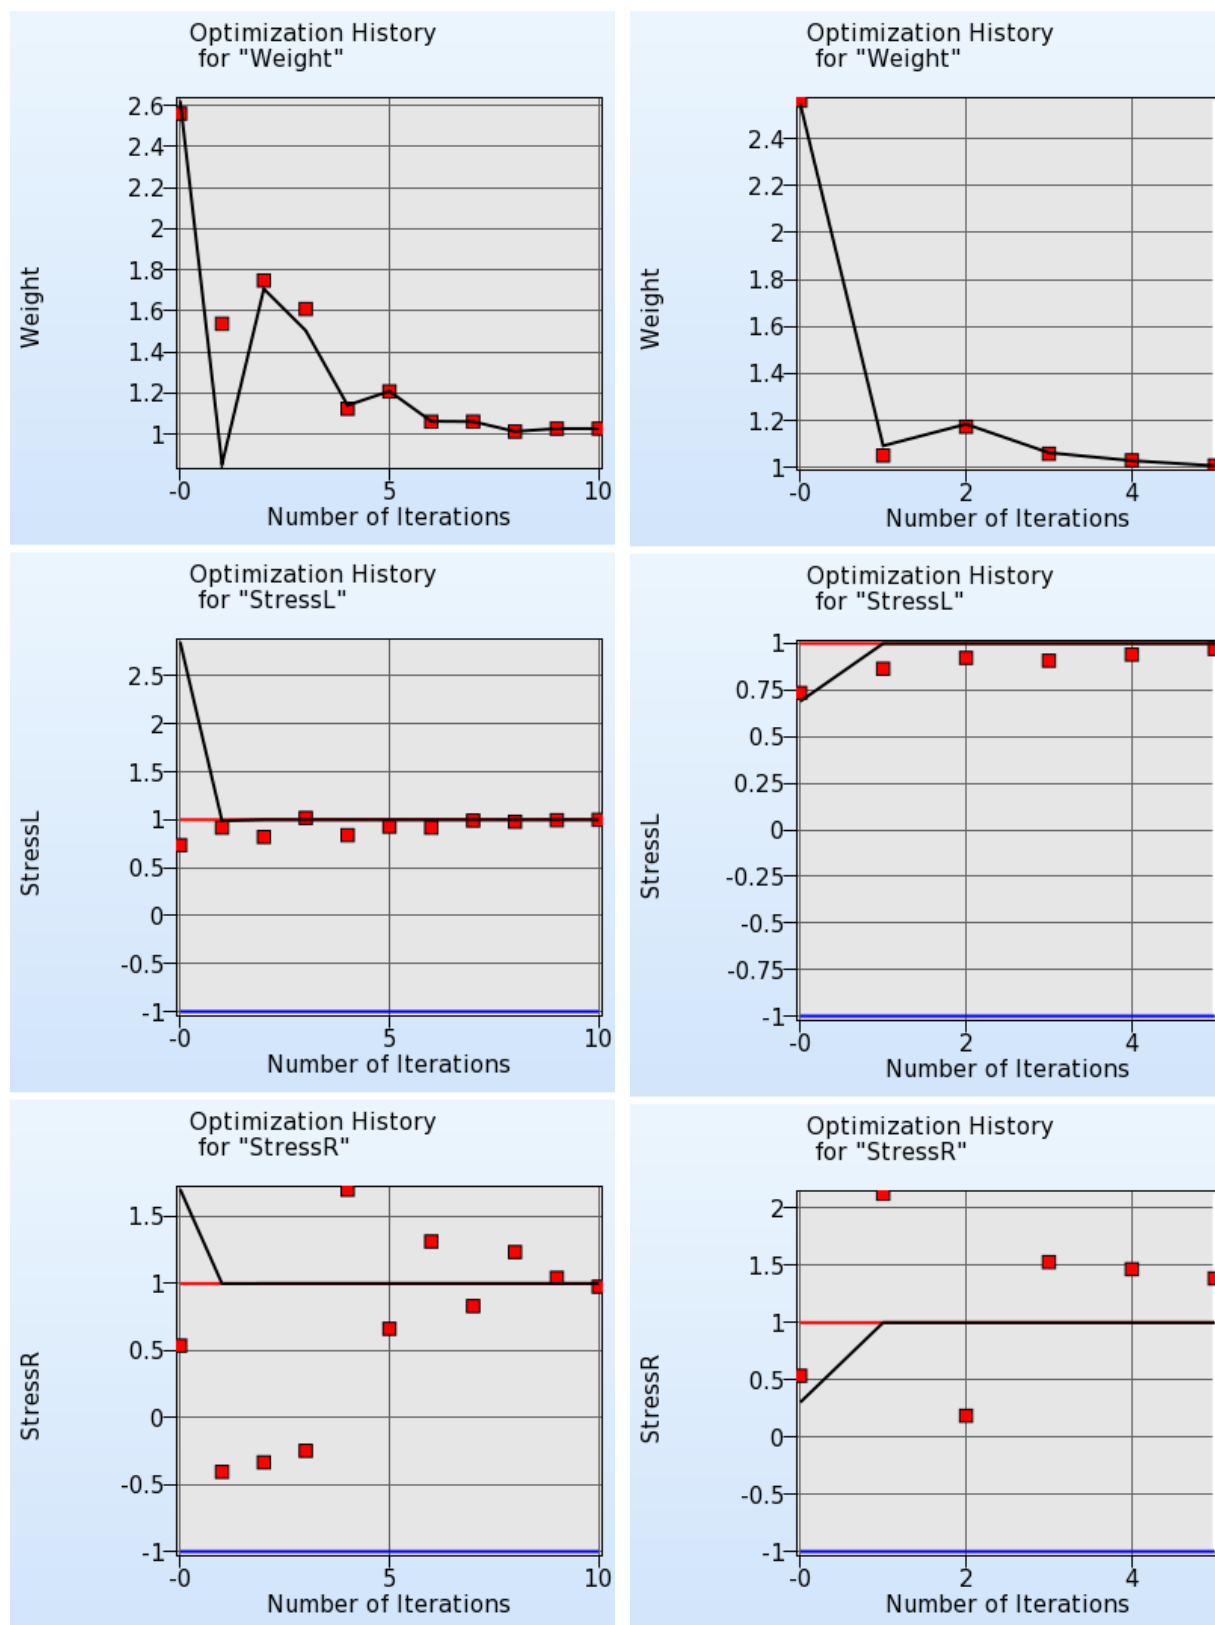 Optimization History
for "Weight"
2.6
2.4
2.2
2
1.8
1.6
1.4
1.2
1
Weight
-0
5
10
Number of Iterations
Optimization History
for "Weight"
2.4
2.2
2
1.8
1.6
1.4
1.2
1
Weight
-0
2
4
Number of Iterations
Optimization History
for "StressL"
2.5
2
1.5
1
0.5
0
-0.5
-1
StressL
-0
5
10
Number of Iterations
Optimization History
for "StressL"
1
0.75
0.5
0.25
0
-0.25
-0.5
-0.75
-1
StressL
-0
2
4
Number of Iterations
Optimization History
for "StressR"
1.5
1
0.5
0
-0.5
-1
StressR
-0
5
10
Number of Iterations
Optimization History
for "StressR"
2
1.5
1
0.5
0
-0.5
-1
StressR
-0
2
4
Number of Iterations